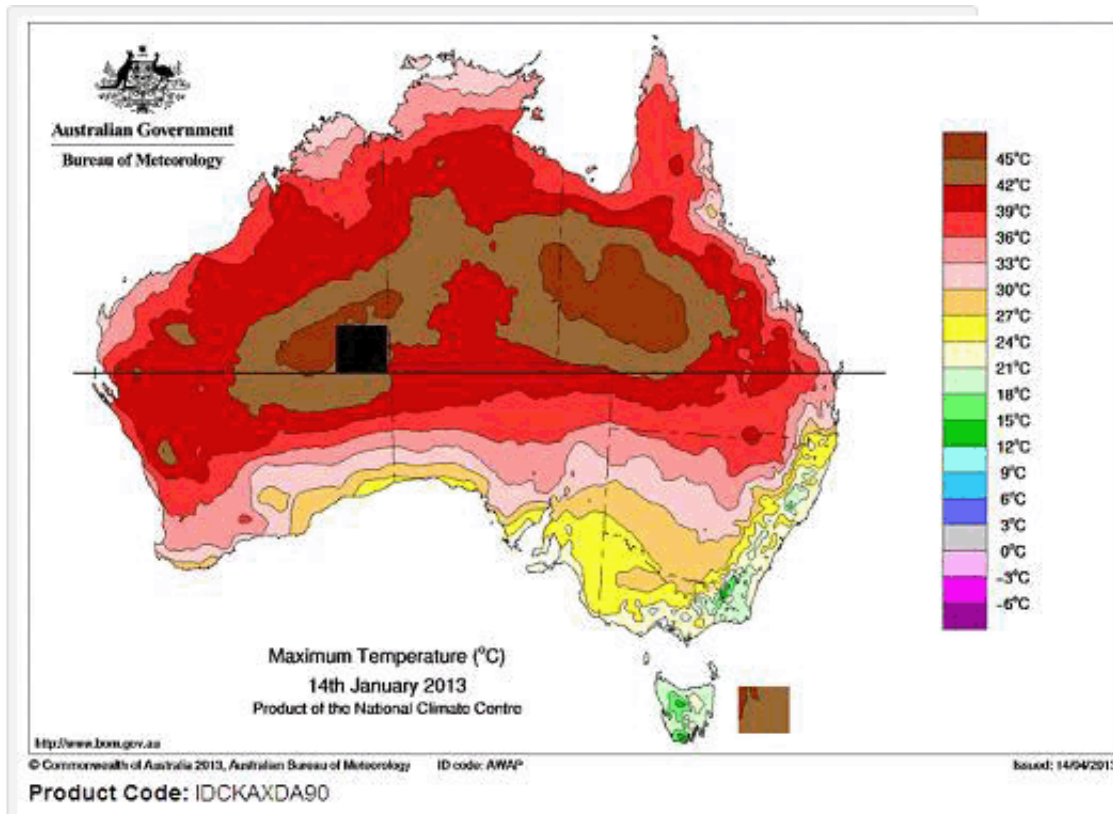 Australian Government
Bureau of Meteorology
45°C
42°C
39°C
36°C
33°C
30°C
27°C
24°C
21°C
18°C
15°C
12°C
9°C
6°C
3°C
0°C
-3°C
-6°C
Maximum Temperature (°C)
14th January 2013
Product of the National Climate Centre
http://www.bom.gov.au
© Commonwealth of Australia 2013, Australian Bureau of Meteorology ID code: AWAP Issued: 14/04/2013
Product Code: IDCKAXDA90